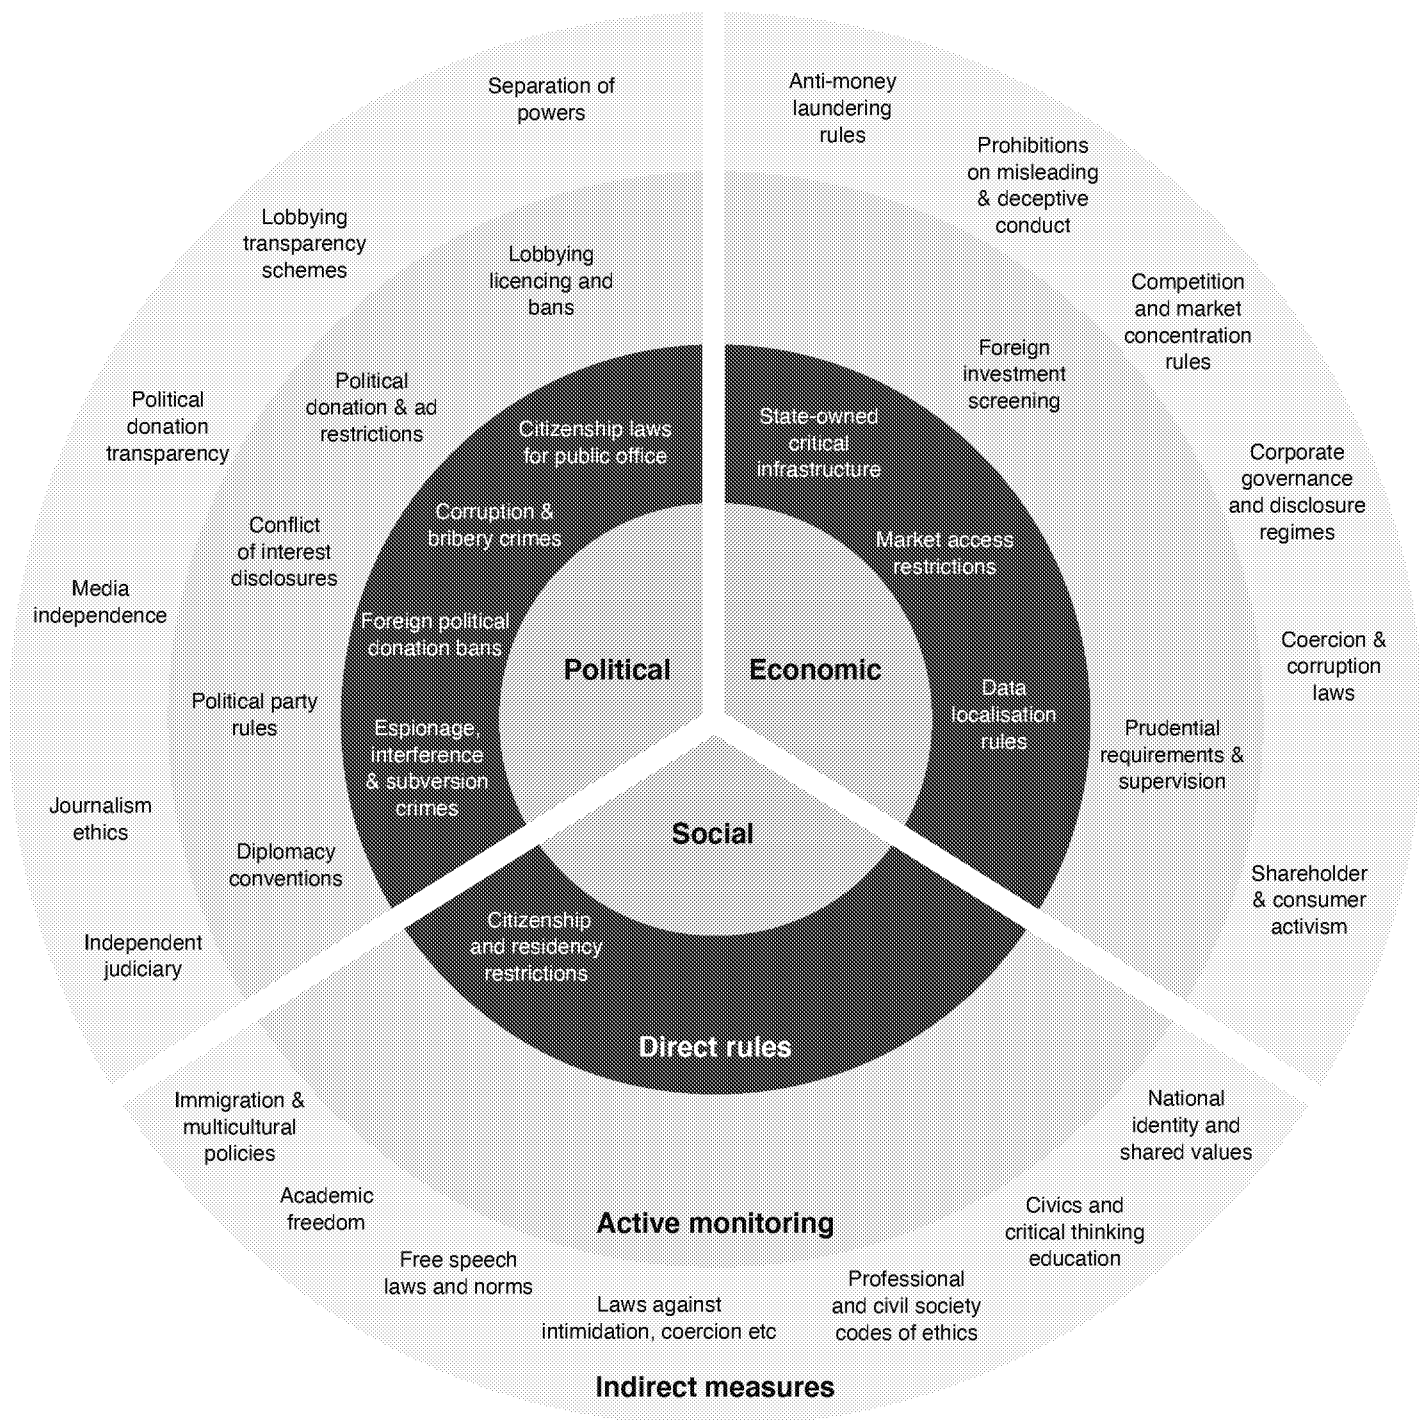 Separation of
powers
Lobbying
transparency
schemes
Political
donation
transparency
Media
independence
Journalism
ethics
Independent
judiciary
Lobbying
licencing and
bans
Political
donation & ad
restrictions
Conflict
of interest
disclosures
Political party
rules
Diplomacy
conventions
Citizenship laws
for public office
Corruption &
bribery crimes
Foreign political
donation bans
Espionage,
interference
& subversion
crimes
Political
Anti-money
laundering
rules
Prohibitions
on misleading
& deceptive
conduct
Competition
and market
concentration
rules
Corporate
governance
and disclosure
regimes
Coercion &
corruption
laws
Shareholder
& consumer
activism
Foreign
investment
screening
Prudential
requirements &
supervision
State-owned
critical
infrastructure
Market access
restrictions
Data
localisation
rules
Economic
Social
Citizenship
and residency
restrictions
Direct rules
Active monitoring
Immigration &
multicultural
policies
Academic
freedom
Free speech
laws and norms
Laws against
intimidation, coercion etc
Professional
and civil society
codes of ethics
Civics and
critical thinking
education
National
identity and
shared values
Indirect measures